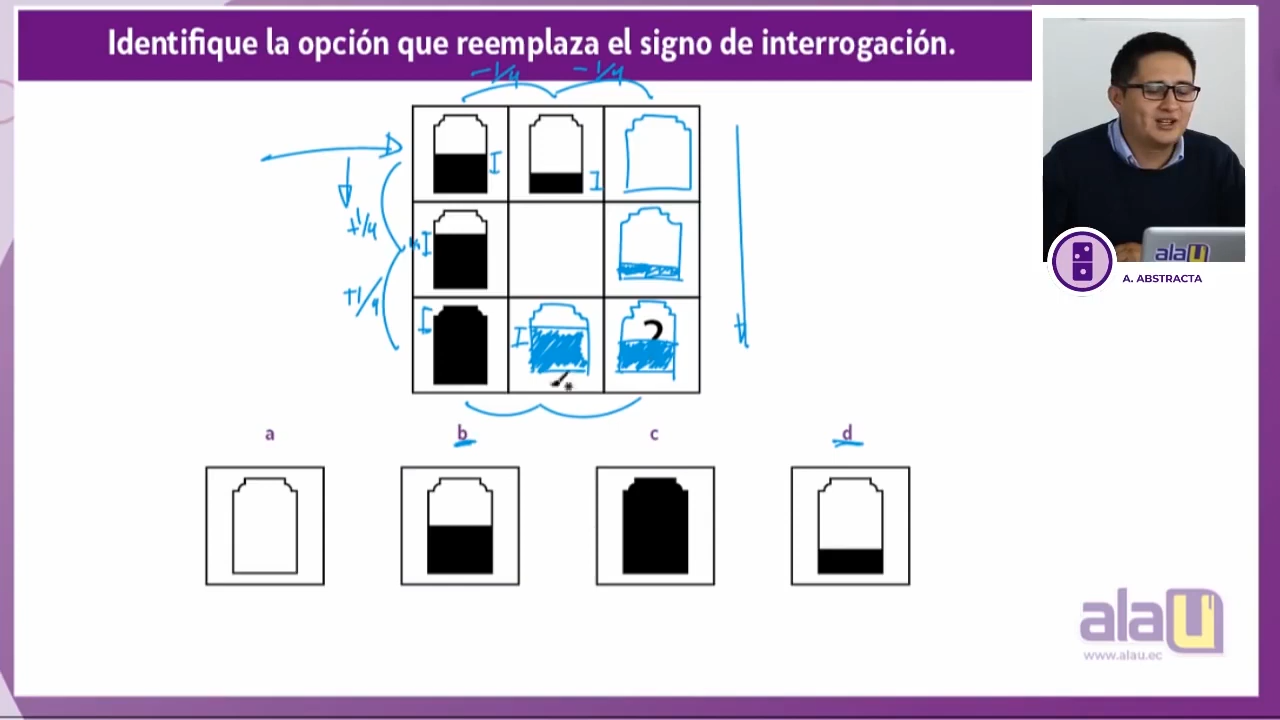 Identifique la opción que reemplaza el signo de interrogación.
-1/4 -1/4
+1/4
+1/4
?
a b c d
alaU
A. ABSTRACTA
alaU
www.alau.ec